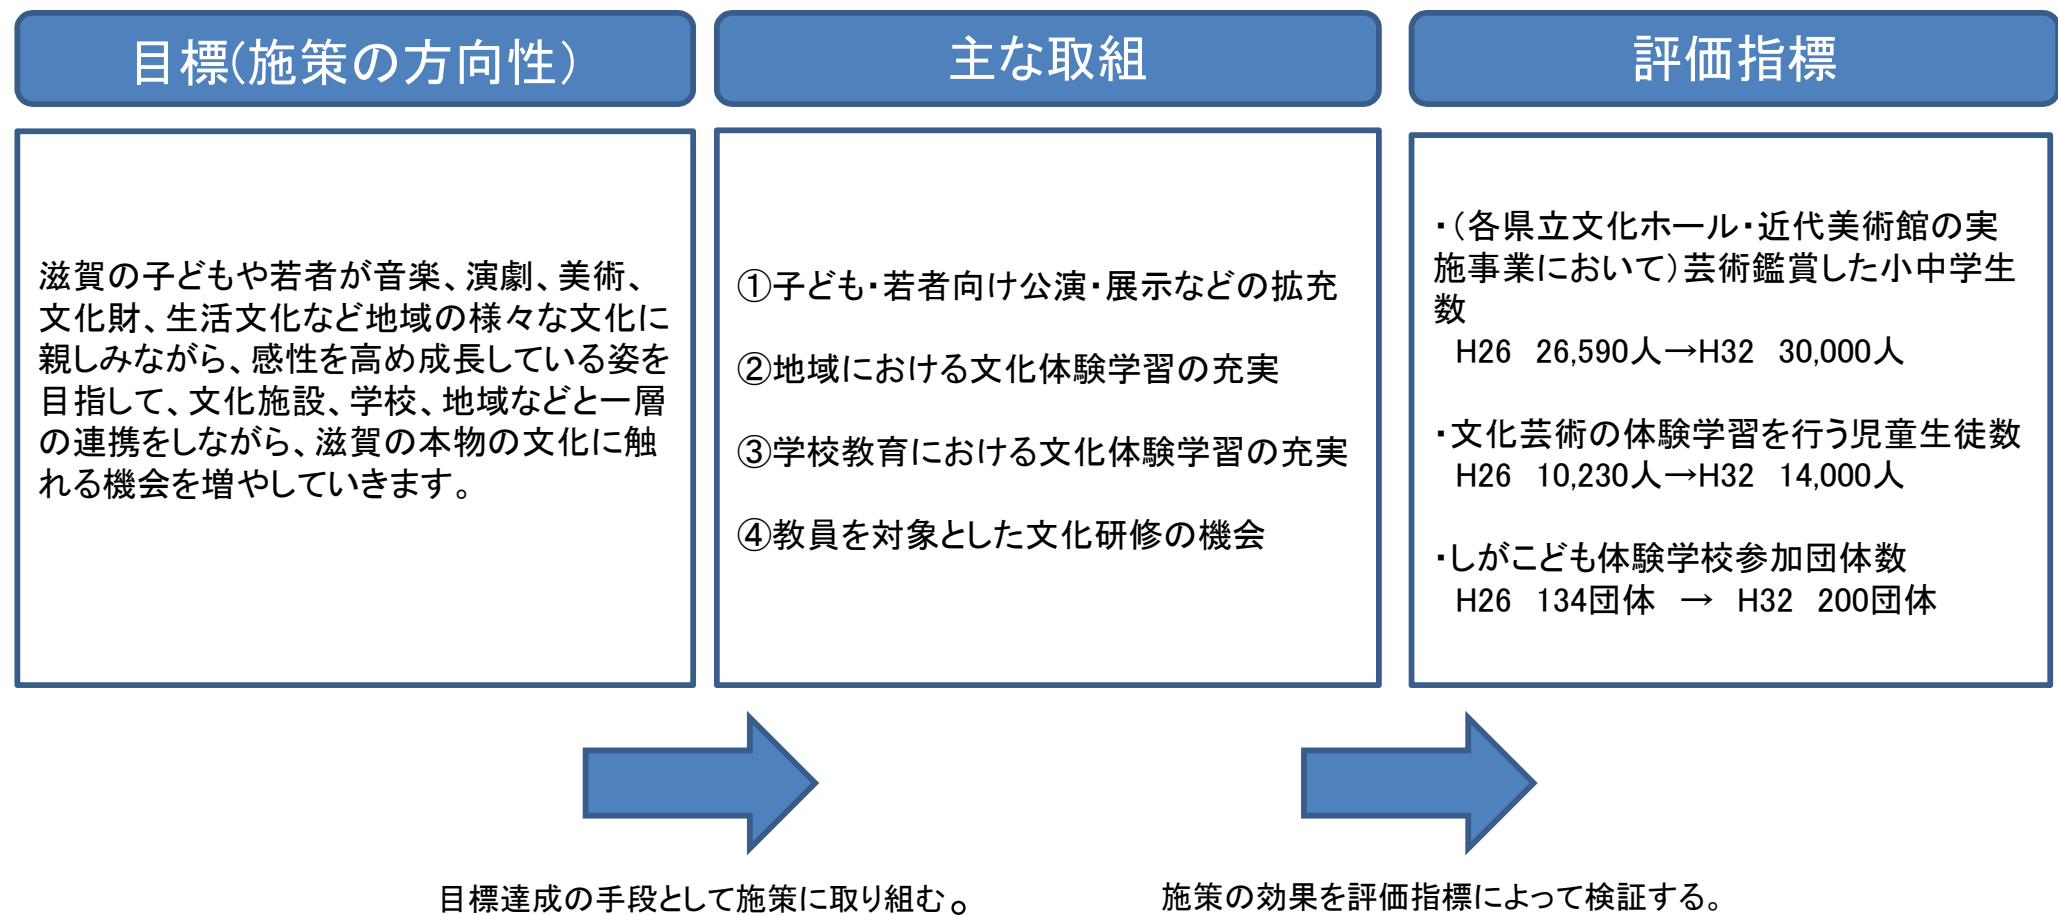 目標(施策の方向性)
主な取組
評価指標
滋賀の子どもや若者が音楽、演劇、美術、
文化財、生活文化など地域の様々な文化に
親しみながら、感性を高め成長している姿を
目指して、文化施設、学校、地域などと一層
の連携をしながら、滋賀の本物の文化に触
れる機会を増やしていきます。
①子ども・若者向け公演・展示などの拡充
②地域における文化体験学習の充実
③学校教育における文化体験学習の充実
④教員を対象とした文化研修の機会
・（各県立文化ホール・近代美術館の実
施事業において）芸術鑑賞した小中学生
数
H26　26,590人→H32　30,000人
・文化芸術の体験学習を行う児童生徒数
H26　10,230人→H32　14,000人
・しがこども体験学校参加団体数
H26　134団体　→　H32　200団体
目標達成の手段として施策に取り組む。
施策の効果を評価指標によって検証する。